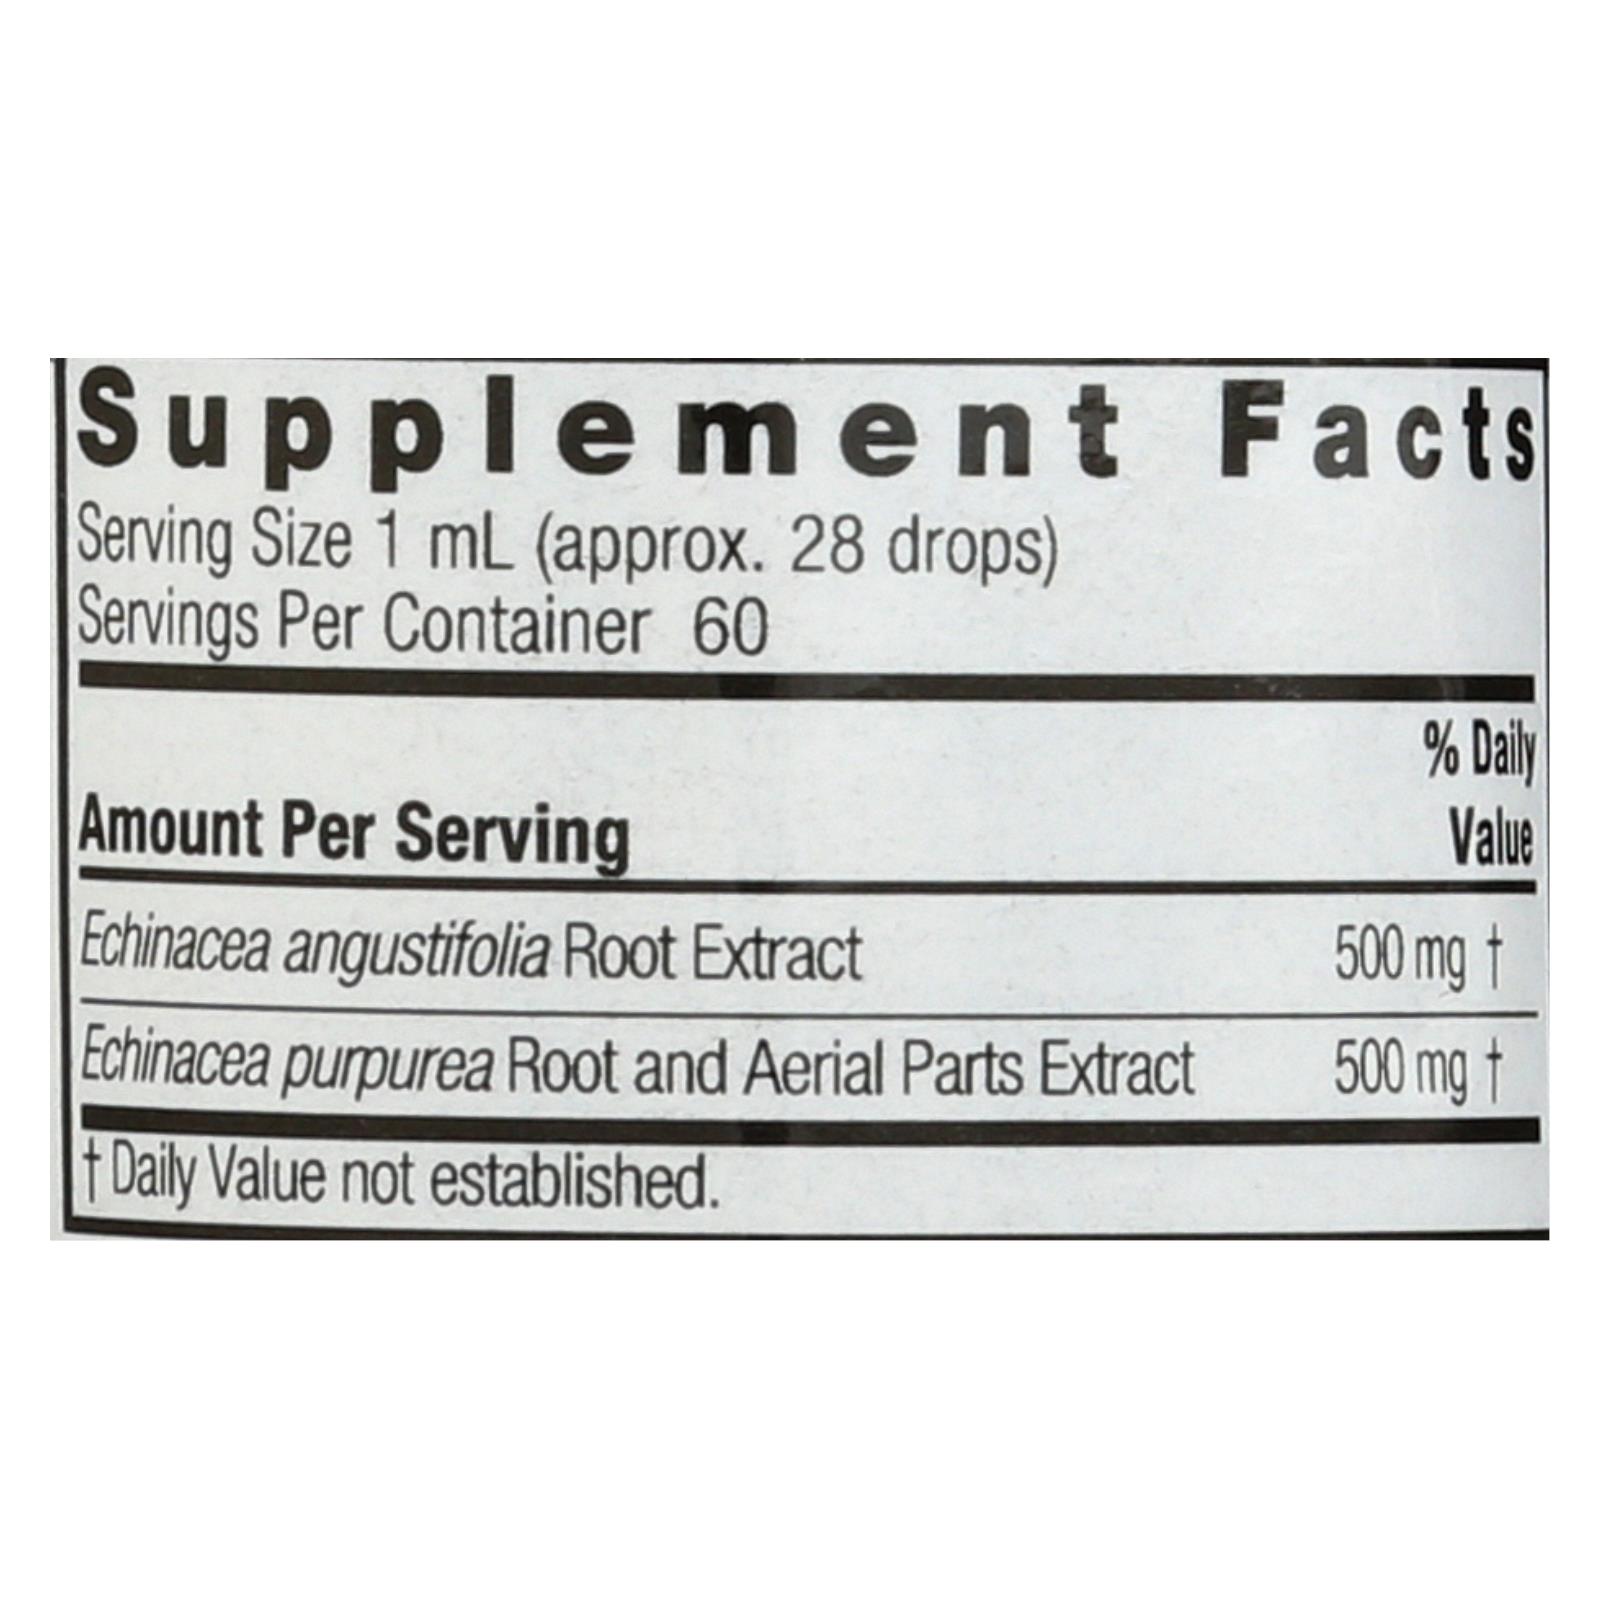 Supplement Facts
Serving Size 1 mL (approx. 28 drops)
Servings Per Container 60
% Daily
Amount Per Serving Value
Echinacea angustifolia Root Extract 500 mg †
Echinacea purpurea Root and Aerial Parts Extract 500 mg †
† Daily Value not established.